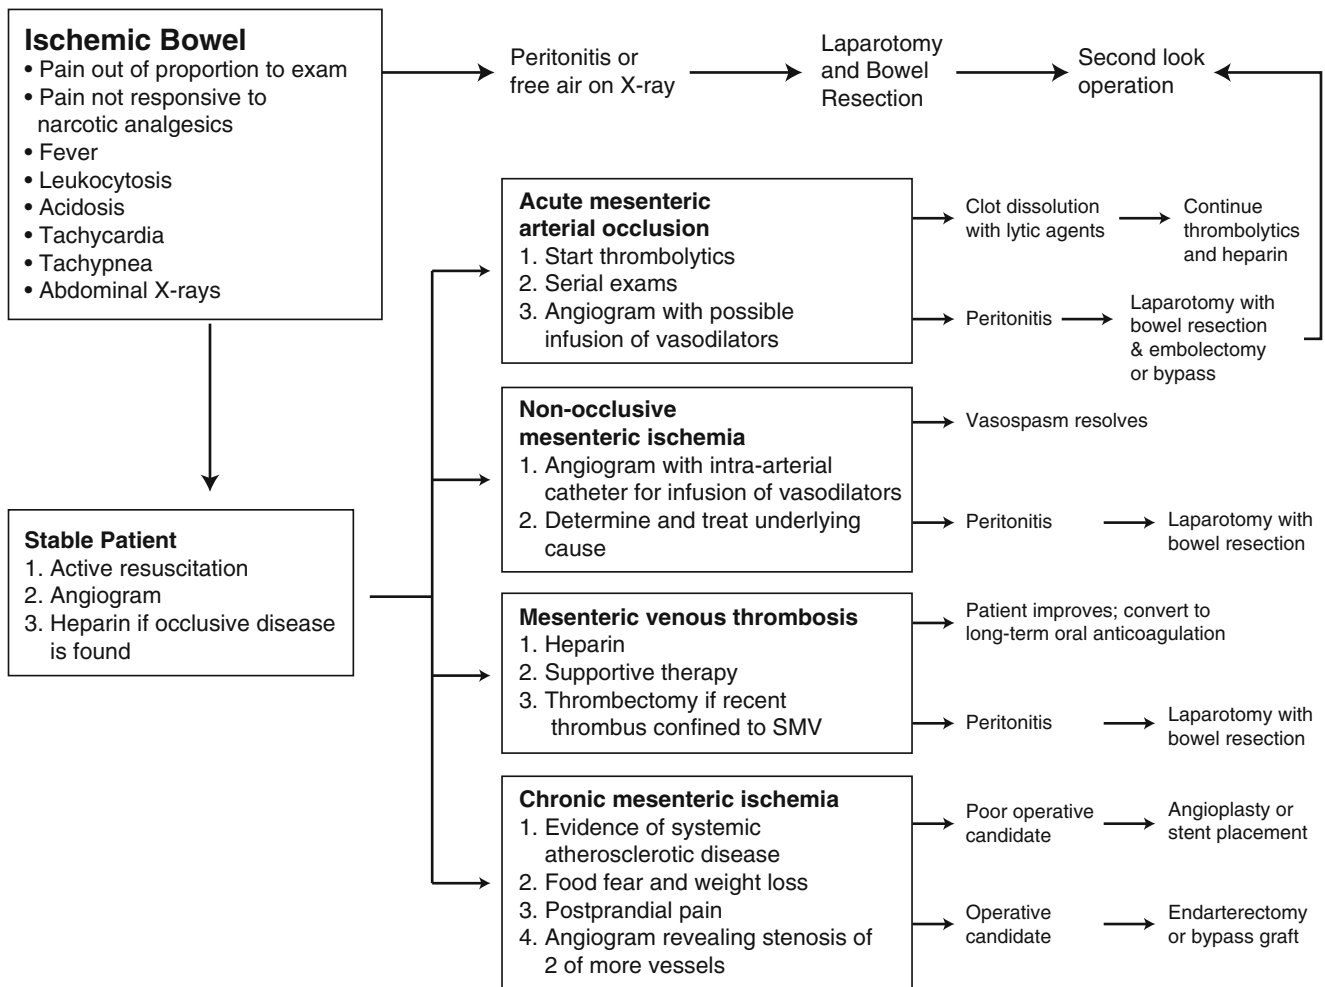 Ischemic Bowel
• Pain out of proportion to exam
• Pain not responsive to
narcotic analgesics
• Fever
• Leukocytosis
• Acidosis
• Tachycardia
• Tachypnea
• Abdominal X-rays
Peritonitis or
free air on X-ray
Laparotomy
and Bowel
Resection
Second look
operation
Stable Patient
1. Active resuscitation
2. Angiogram
3. Heparin if occlusive disease
is found
Acute mesenteric
arterial occlusion
1. Start thrombolytics
2. Serial exams
3. Angiogram with possible
infusion of vasodilators
Clot dissolution
with lytic agents
Continue
thrombolytics
and heparin
Peritonitis
Laparotomy with
bowel resection
& embolectomy
or bypass
Non-occlusive
mesenteric ischemia
1. Angiogram with intra-arterial
catheter for infusion of vasodilators
2. Determine and treat underlying
cause
Vasospasm resolves
Peritonitis
Laparotomy with
bowel resection
Mesenteric venous thrombosis
1. Heparin
2. Supportive therapy
3. Thrombectomy if recent
thrombus confined to SMV
Patient improves; convert to
long-term oral anticoagulation
Peritonitis
Laparotomy with
bowel resection
Chronic mesenteric ischemia
1. Evidence of systemic
atherosclerotic disease
2. Food fear and weight loss
3. Postprandial pain
4. Angiogram revealing stenosis of
2 of more vessels
Poor operative
candidate
Angioplasty or
stent placement
Operative
candidate
Endarterectomy
or bypass graft